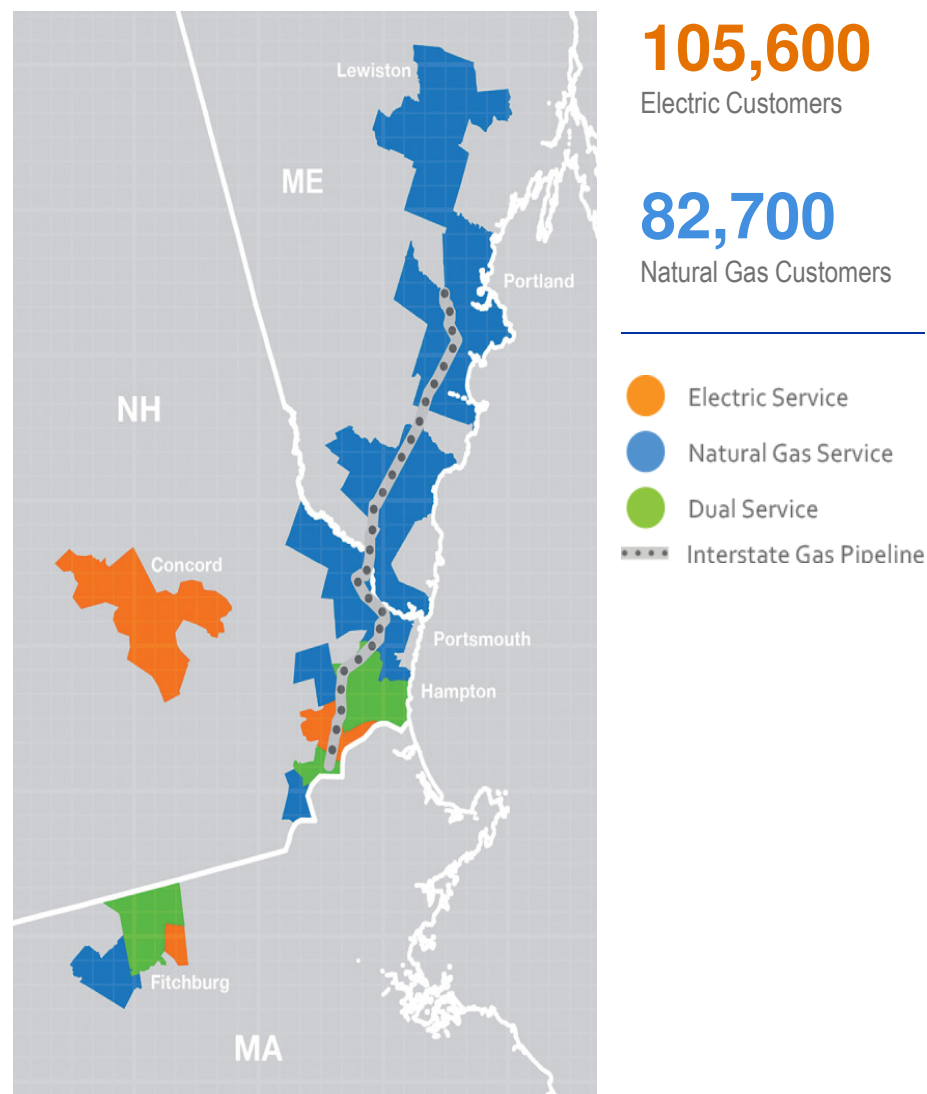 105,600
Electric Customers
82,700
Natural Gas Customers
Electric Service
Natural Gas Service
Dual Service
Interstate Gas Pipeline
Lewiston
ME
Portland
NH
Concord
Portsmouth
Hampton
Fitchburg
MA